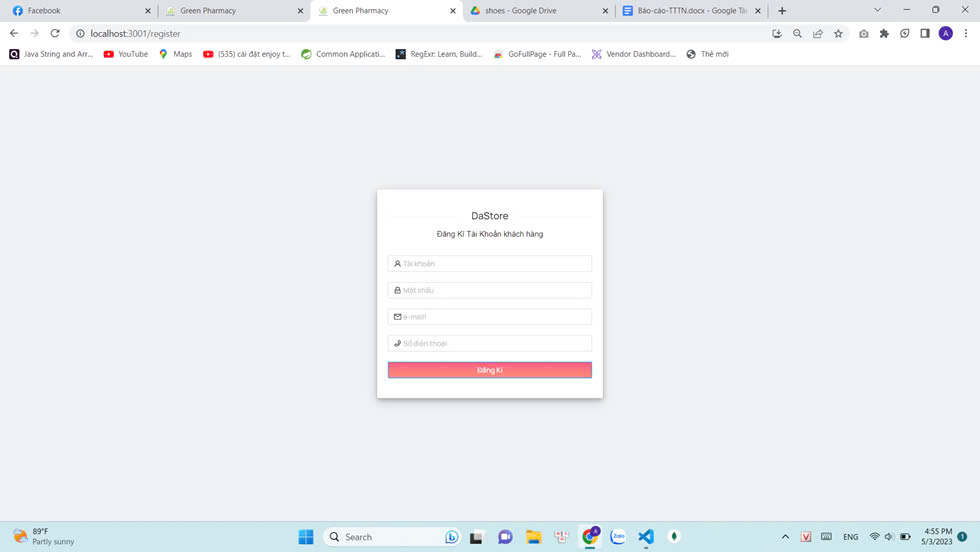 Facebook
Green Pharmacy
Green Pharmacy
shoes - Google Drive
Báo-cáo-TTTN.docx - Google Tài
localhost:3001/register
A
Java String and Arr...
YouTube
Maps
(535) cài đặt enjoy t...
Common Applicati...
RegExr: Learn, Build...
GoFullPage - Full Pa...
Vendor Dashboard...
Thẻ mới
DaStore
Đăng Kí Tài Khoản khách hàng
Tài khoản
Mật khẩu
e-mail!
Số điện thoại
Đăng Kí
89°F
Partly sunny
Search
A
Zalo
V
ENG
4:55 PM
5/3/2023
1